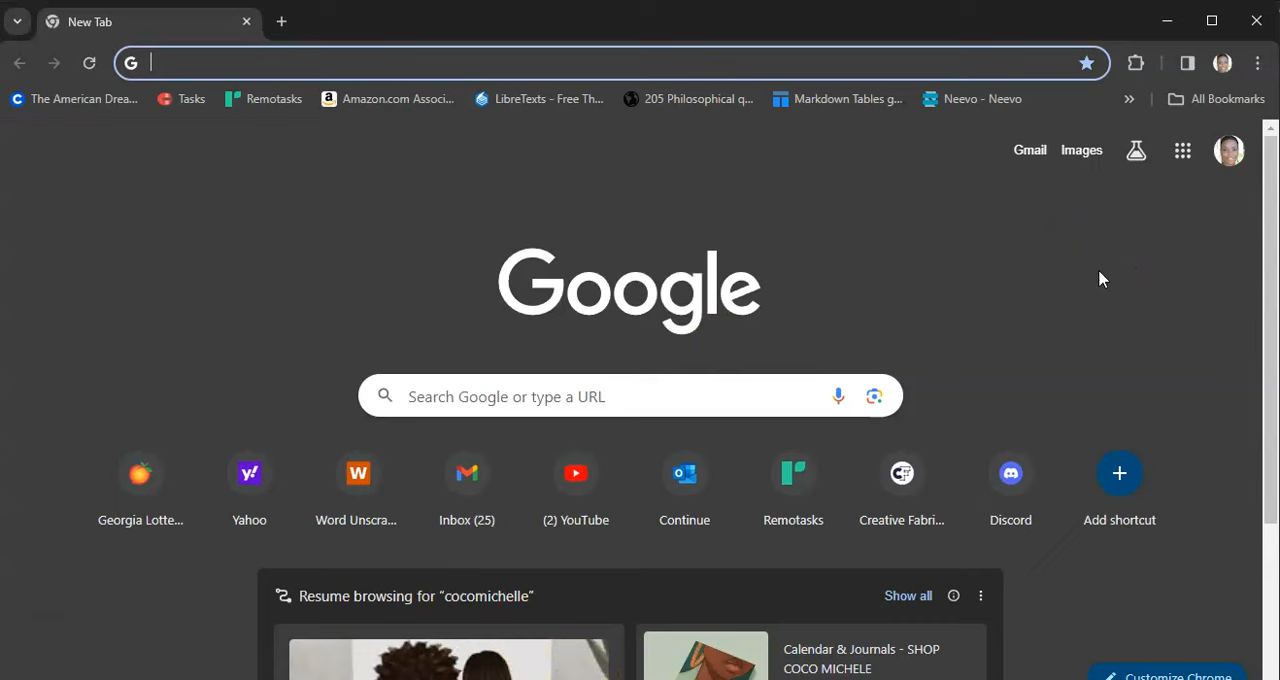 New Tab
The American Drea... Tasks Remotasks Amazon.com Associ... LibreTexts - Free Th... 205 Philosophical q... Markdown Tables g... Neevo - Neevo » All Bookmarks
Gmail Images
Google
Search Google or type a URL
Georgia Lotte... Yahoo Word Unscra... Inbox (25) (2) YouTube Continue Remotasks Creative Fabri... Discord Add shortcut
Resume browsing for “cocomichelle” Show all
Calendar & Journals - SHOP
COCO MICHELE
Customize Chrome